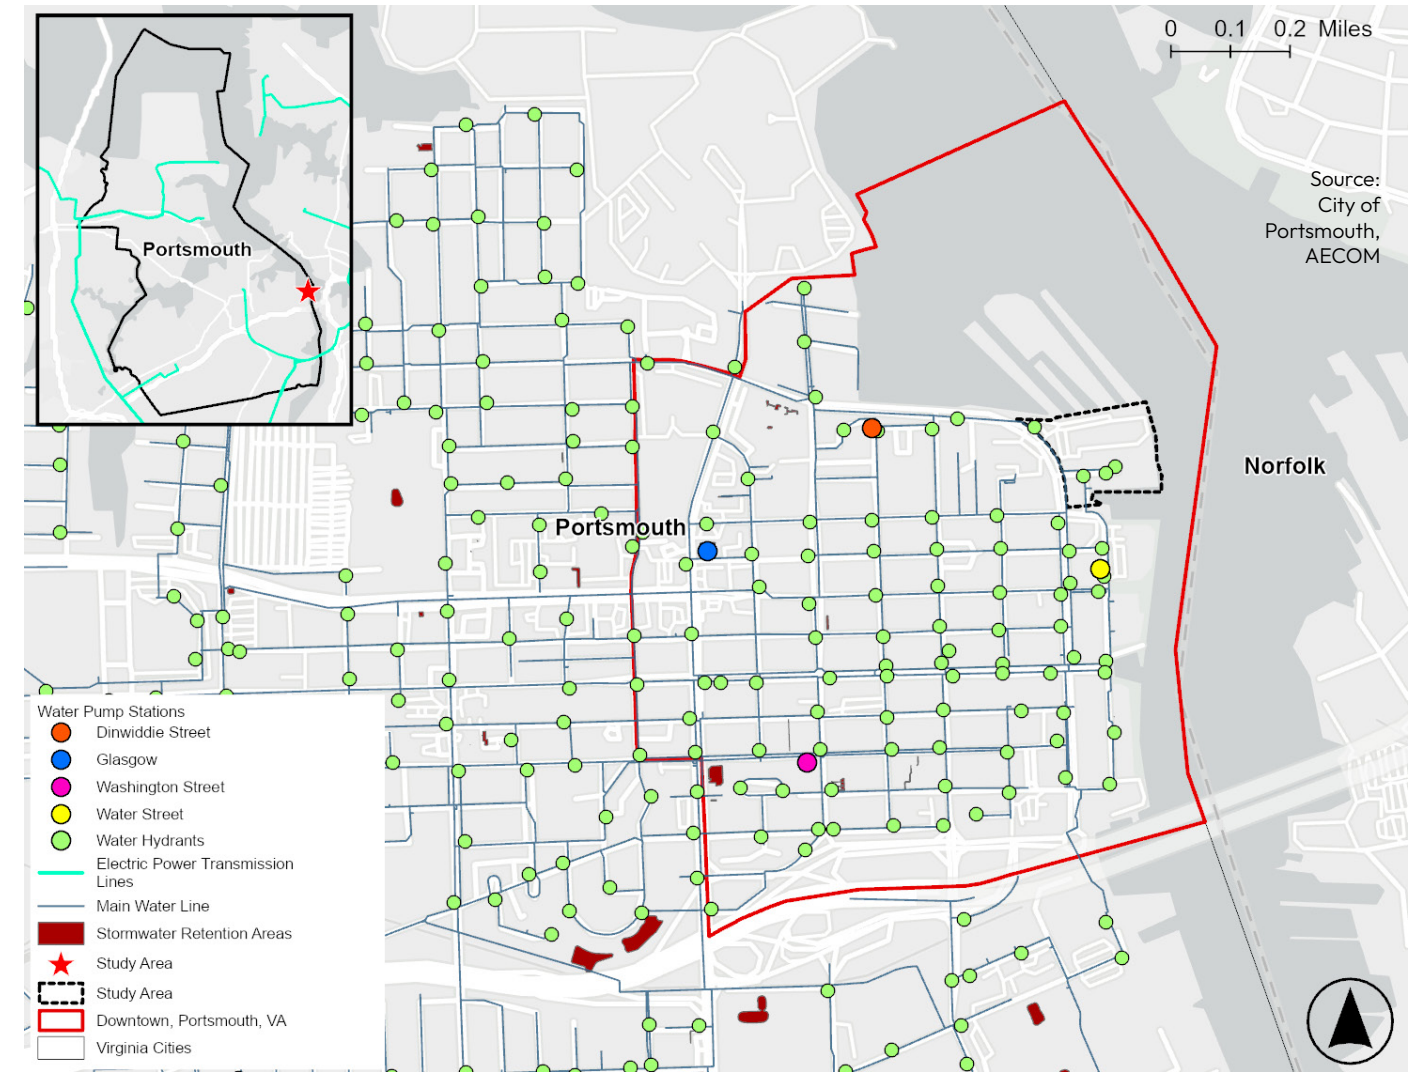 0 0.1 0.2 Miles
Source:
City of
Portsmouth,
AECOM
Portsmouth
Norfolk
Portsmouth
Water Pump Stations
Dinwiddie Street
Glasgow
Washington Street
Water Street
Water Hydrants
Electric Power Transmission
Lines
Main Water Line
Stormwater Retention Areas
Study Area
Study Area
Downtown, Portsmouth, VA
Virginia Cities